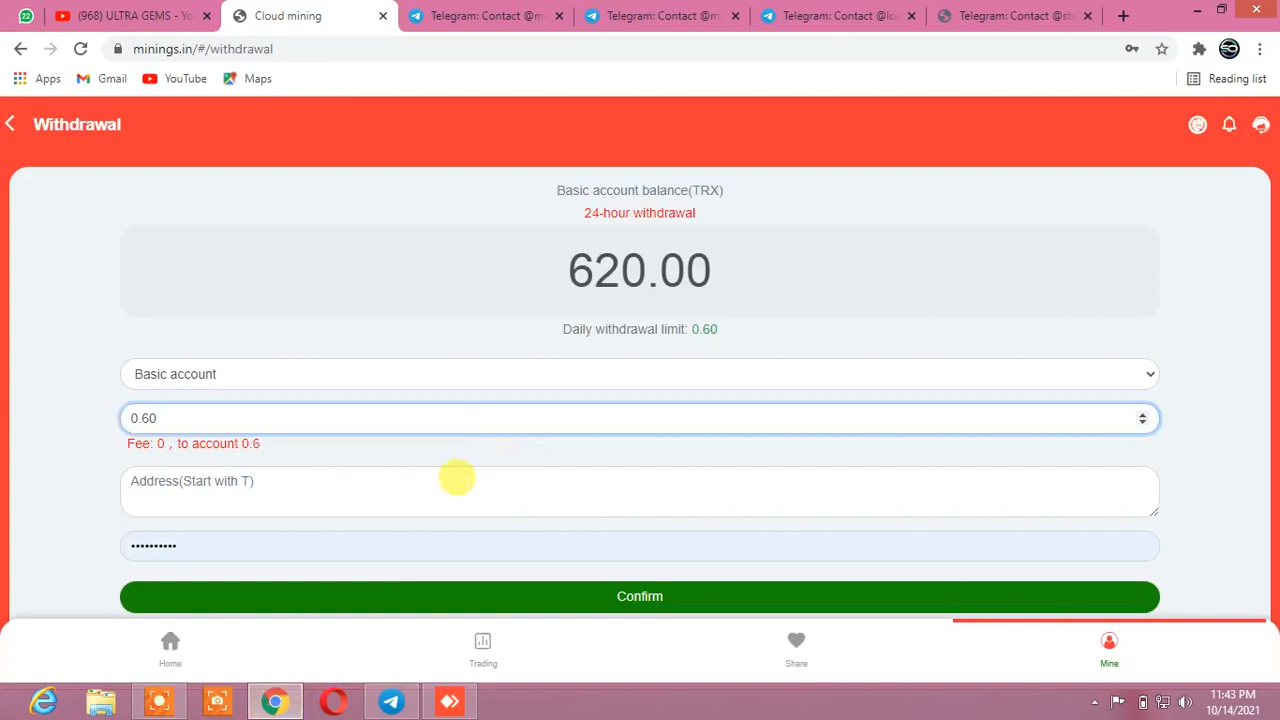 22
(968) ULTRA GEMS - Yo
Cloud mining
Telegram: Contact @m
Telegram: Contact @m
Telegram: Contact @loo
Telegram: Contact @st
minings.in/#/withdrawal
Apps
Gmail
YouTube
Maps
Reading list
Withdrawal
Basic account balance(TRX)
24-hour withdrawal
620.00
Daily withdrawal limit: 0.60
Basic account
0.60
Fee: 0 , to account 0.6
Address(Start with T)
••••••••••
Confirm
Home
Trading
Share
Mine
11:43 PM
10/14/2021